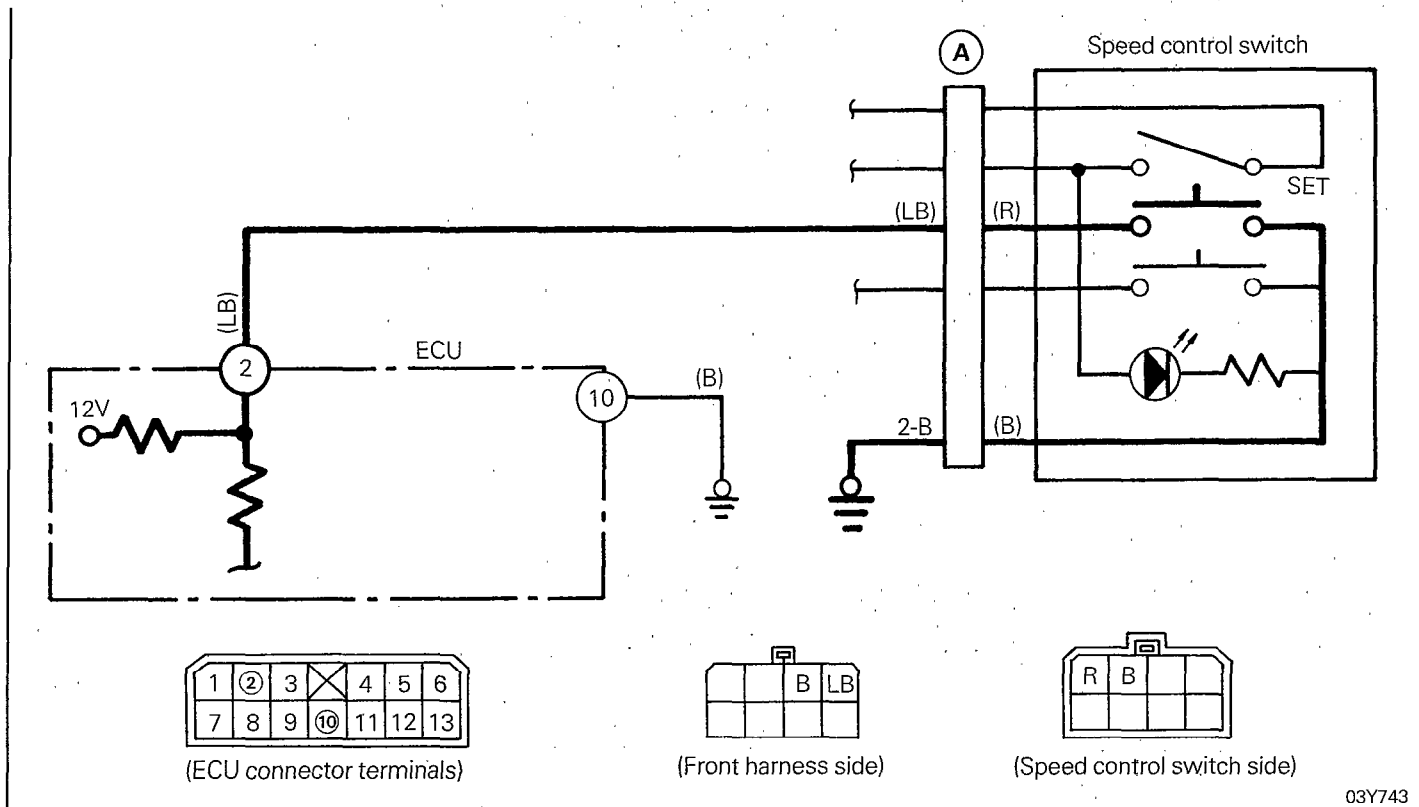 A
Speed control switch
SET
(LB)
(R)
(LB)
2
ECU
12V
10
(B)
2-B
(B)
1 2 3 4 5 6
7 8 9 10 11 12 13
(ECU connector terminals)
B LB
(Front harness side)
R B
(Speed control switch side)
03Y743